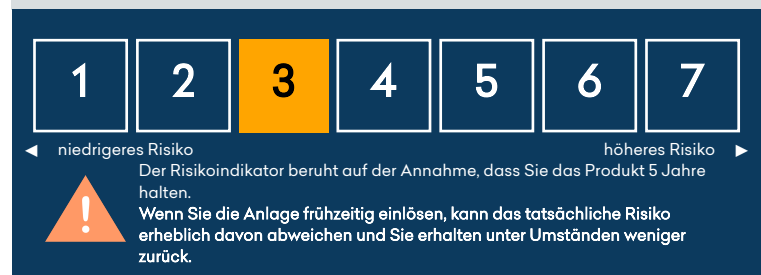 1 2 3 4 5 6 7
◄ niedrigeres Risiko höheres Risiko ►
Der Risikoindikator beruht auf der Annahme, dass Sie das Produkt 5 Jahre
halten.
Wenn Sie die Anlage frühzeitig einlösen, kann das tatsächliche Risiko
erheblich davon abweichen und Sie erhalten unter Umständen weniger
zurück.
!